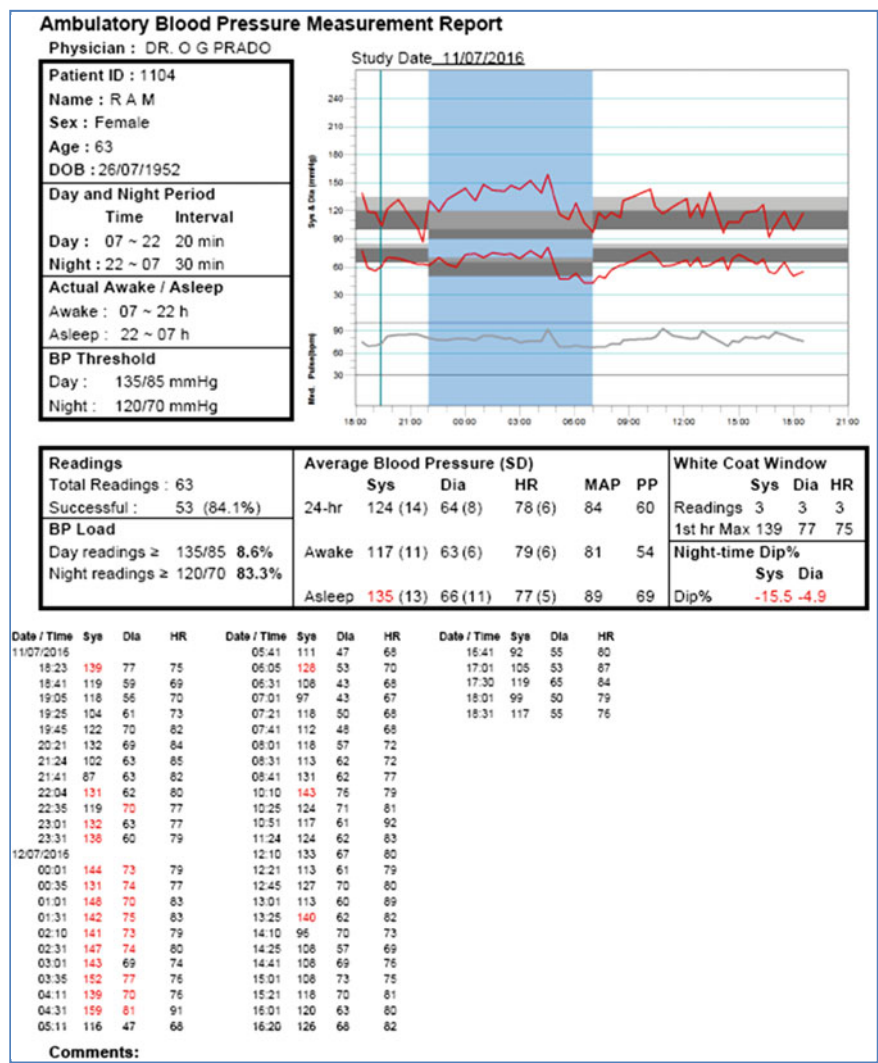 Ambulatory Blood Pressure Measurement Report
Physician : DR. O G PRADO
Study Date 11/07/2016
Patient ID : 1104
Name : R A M
Sex : Female
Age : 63
DOB : 26/07/1952
Day and Night Period
Time Interval
Day : 07 ~ 22 20 min
Night : 22 ~ 07 30 min
Actual Awake / Asleep
Awake : 07 ~ 22 h
Asleep : 22 ~ 07 h
BP Threshold
Day : 135/85 mmHg
Night : 120/70 mmHg
Sys & Dia (mmHg)
240
210
180
150
120
90
60
30
Med. Pulse(bpm)
90
60
30
18:00 21:00 00:00 03:00 06:00 09:00 12:00 15:00 18:00 21:00
Readings
Total Readings : 63
Successful : 53 (84.1%)
BP Load
Day readings ≥ 135/85 8.6%
Night readings ≥ 120/70 83.3%
Average Blood Pressure (SD)
Sys Dia HR MAP PP
24-hr 124 (14) 64 (8) 78 (6) 84 60
Awake 117 (11) 63 (6) 79 (6) 81 54
Asleep 135 (13) 66 (11) 77 (5) 89 69
White Coat Window
Sys Dia HR
Readings 3 3 3
1st hr Max 139 77 75
Night-time Dip%
Sys Dia
Dip% -15.5 -4.9
Date / Time Sys Dia HR
11/07/2016
18:23 139 77 75
18:41 119 59 69
19:05 118 56 70
19:25 104 61 73
19:45 122 70 82
20:21 132 69 84
21:24 102 63 85
21:41 87 63 82
22:04 131 62 80
22:35 119 70 77
23:01 132 63 77
23:31 138 60 79
12/07/2016
00:01 144 73 79
00:35 131 74 77
01:01 148 70 83
01:31 142 75 83
02:10 141 73 79
02:31 147 74 80
03:01 143 69 74
03:35 152 77 76
04:11 139 70 76
04:31 159 81 91
05:11 116 47 68
Date / Time Sys Dia HR
05:41 111 47 68
06:05 128 53 70
06:31 108 43 68
07:01 97 43 67
07:21 118 50 68
07:41 112 48 68
08:01 118 57 72
08:31 113 62 72
08:41 131 62 77
10:10 143 76 79
10:25 124 71 81
10:51 117 61 92
11:24 124 62 83
12:10 133 67 80
12:21 113 61 79
12:45 127 70 80
13:01 113 60 89
13:25 140 62 82
14:10 96 70 73
14:25 108 57 69
14:41 108 69 76
15:01 108 73 75
15:21 118 70 81
16:01 120 63 80
16:20 126 68 82
Date / Time Sys Dia HR
16:41 92 55 80
17:01 105 53 87
17:30 119 65 84
18:01 99 50 79
18:31 117 55 76
Comments: